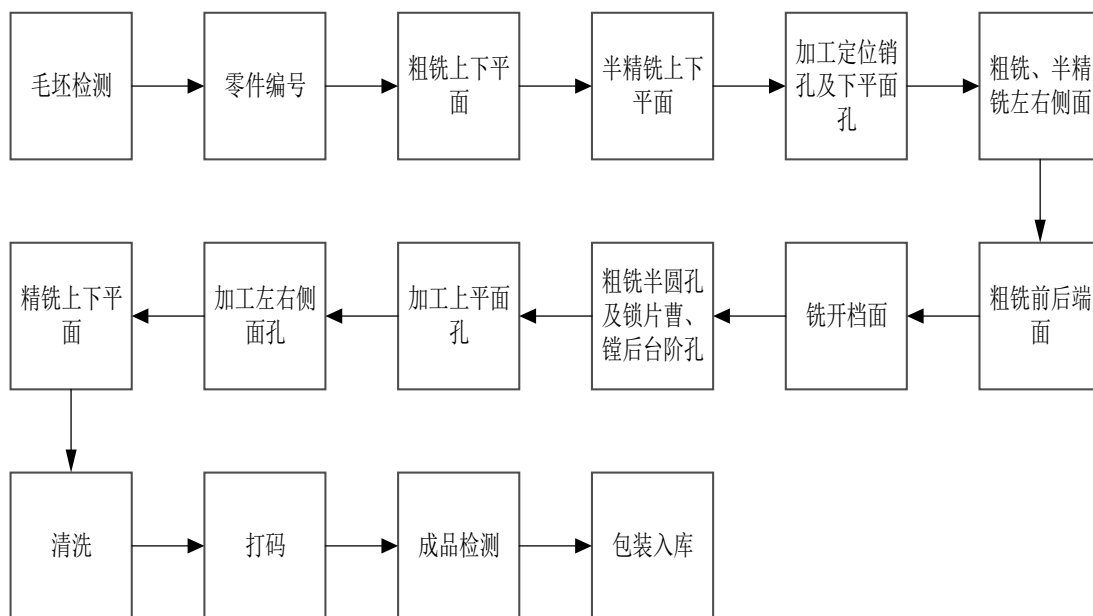 毛坯检测
零件编号
粗铣上下平
面
半精铣上下
平面
加工定位销
孔及下平面
孔
粗铣、半精
铣左右侧面
粗铣前后端
面
铣开档面
粗铣半圆孔
及锁片曹、
镗后台阶孔
加工上平面
孔
加工左右侧
面孔
精铣上下平
面
清洗
打码
成品检测
包装入库